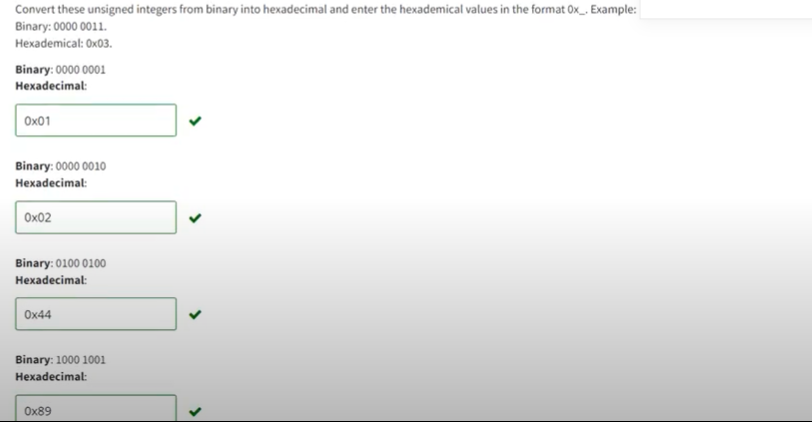 Convert these unsigned integers from binary into hexadecimal and enter the hexademical values in the format 0x_. Example:
Binary: 0000 0011.
Hexademical: 0x03.
Binary: 0000 0001
Hexadecimal:
0x01
Binary: 0000 0010
Hexadecimal:
0x02
Binary: 0100 0100
Hexadecimal:
0x44
Binary: 1000 1001
Hexadecimal:
0x89